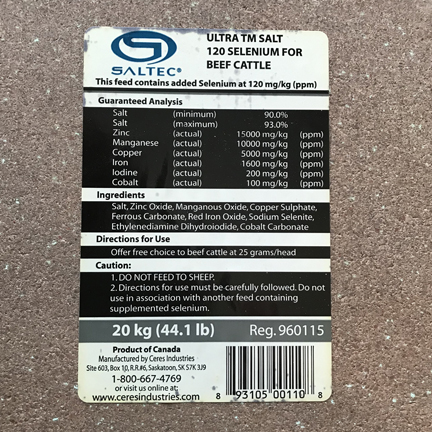 SALTEC®
ULTRA TM SALT
120 SELENIUM FOR
BEEF CATTLE
This feed contains added Selenium at 120 mg/kg (ppm)
Guaranteed Analysis
Salt (minimum) 90.0%
Salt (maximum) 93.0%
Zinc (actual) 15000 mg/kg (ppm)
Manganese (actual) 10000 mg/kg (ppm)
Copper (actual) 5000 mg/kg (ppm)
Iron (actual) 1600 mg/kg (ppm)
Iodine (actual) 200 mg/kg (ppm)
Cobalt (actual) 100 mg/kg (ppm)
Ingredients
Salt, Zinc Oxide, Manganous Oxide, Copper Sulphate,
Ferrous Carbonate, Red Iron Oxide, Sodium Selenite,
Ethylenediamine Dihydroiodide, Cobalt Carbonate
Directions for Use
Offer free choice to beef cattle at 25 grams/head
Caution:
1. DO NOT FEED TO SHEEP.
2. Directions for use must be carefully followed. Do not
use in association with another feed containing
supplemented selenium.
20 kg (44.1 lb) Reg. 960115
Product of Canada
Manufactured by Ceres Industries
Site 603, Box 10, R.R.#6, Saskatoon, SK S7K 3J9
1-800-667-4769
or visit us online at:
www.ceresindustries.com
8 93105 00110 8